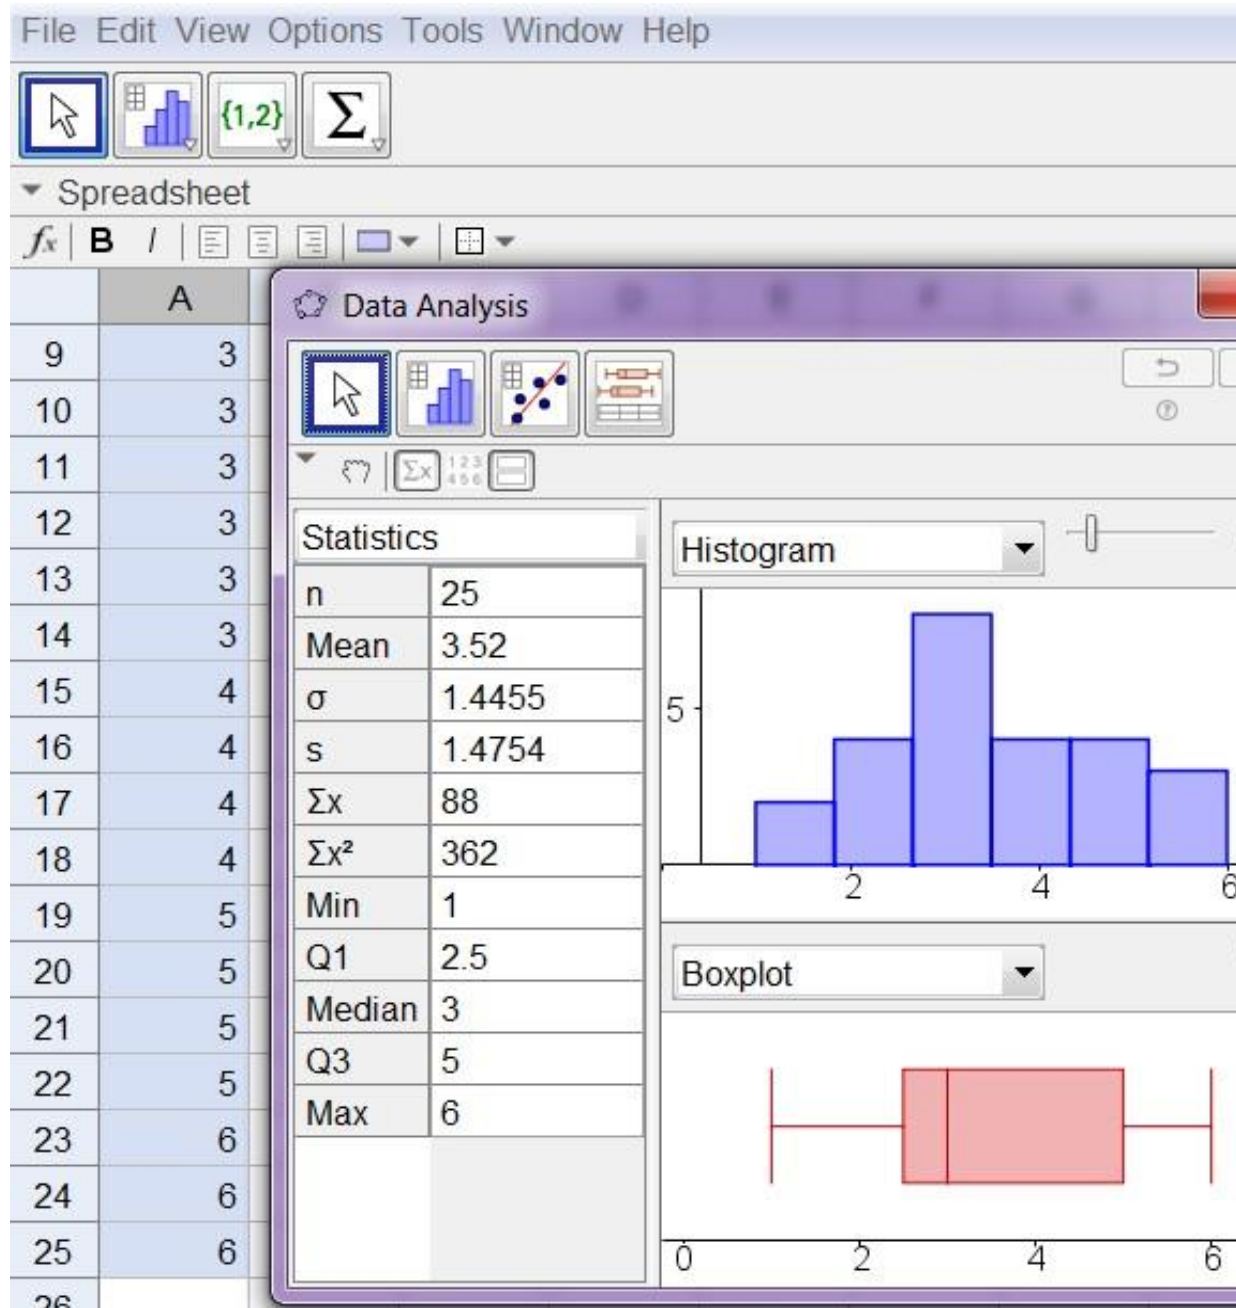 File Edit View Options Tools Window Help
{1,2} Σ
Spreadsheet
fx B I
A
Data Analysis
9 3
10 3
11 3
12 3
13 3
14 3
15 4
16 4
17 4
18 4
19 5
20 5
21 5
22 5
23 6
24 6
25 6
26
Σx 123 456
Statistics
n 25
Mean 3.52
σ 1.4455
s 1.4754
Σx 88
Σx² 362
Min 1
Q1 2.5
Median 3
Q3 5
Max 6
Histogram
5
2 4 6
Boxplot
0 2 4 6